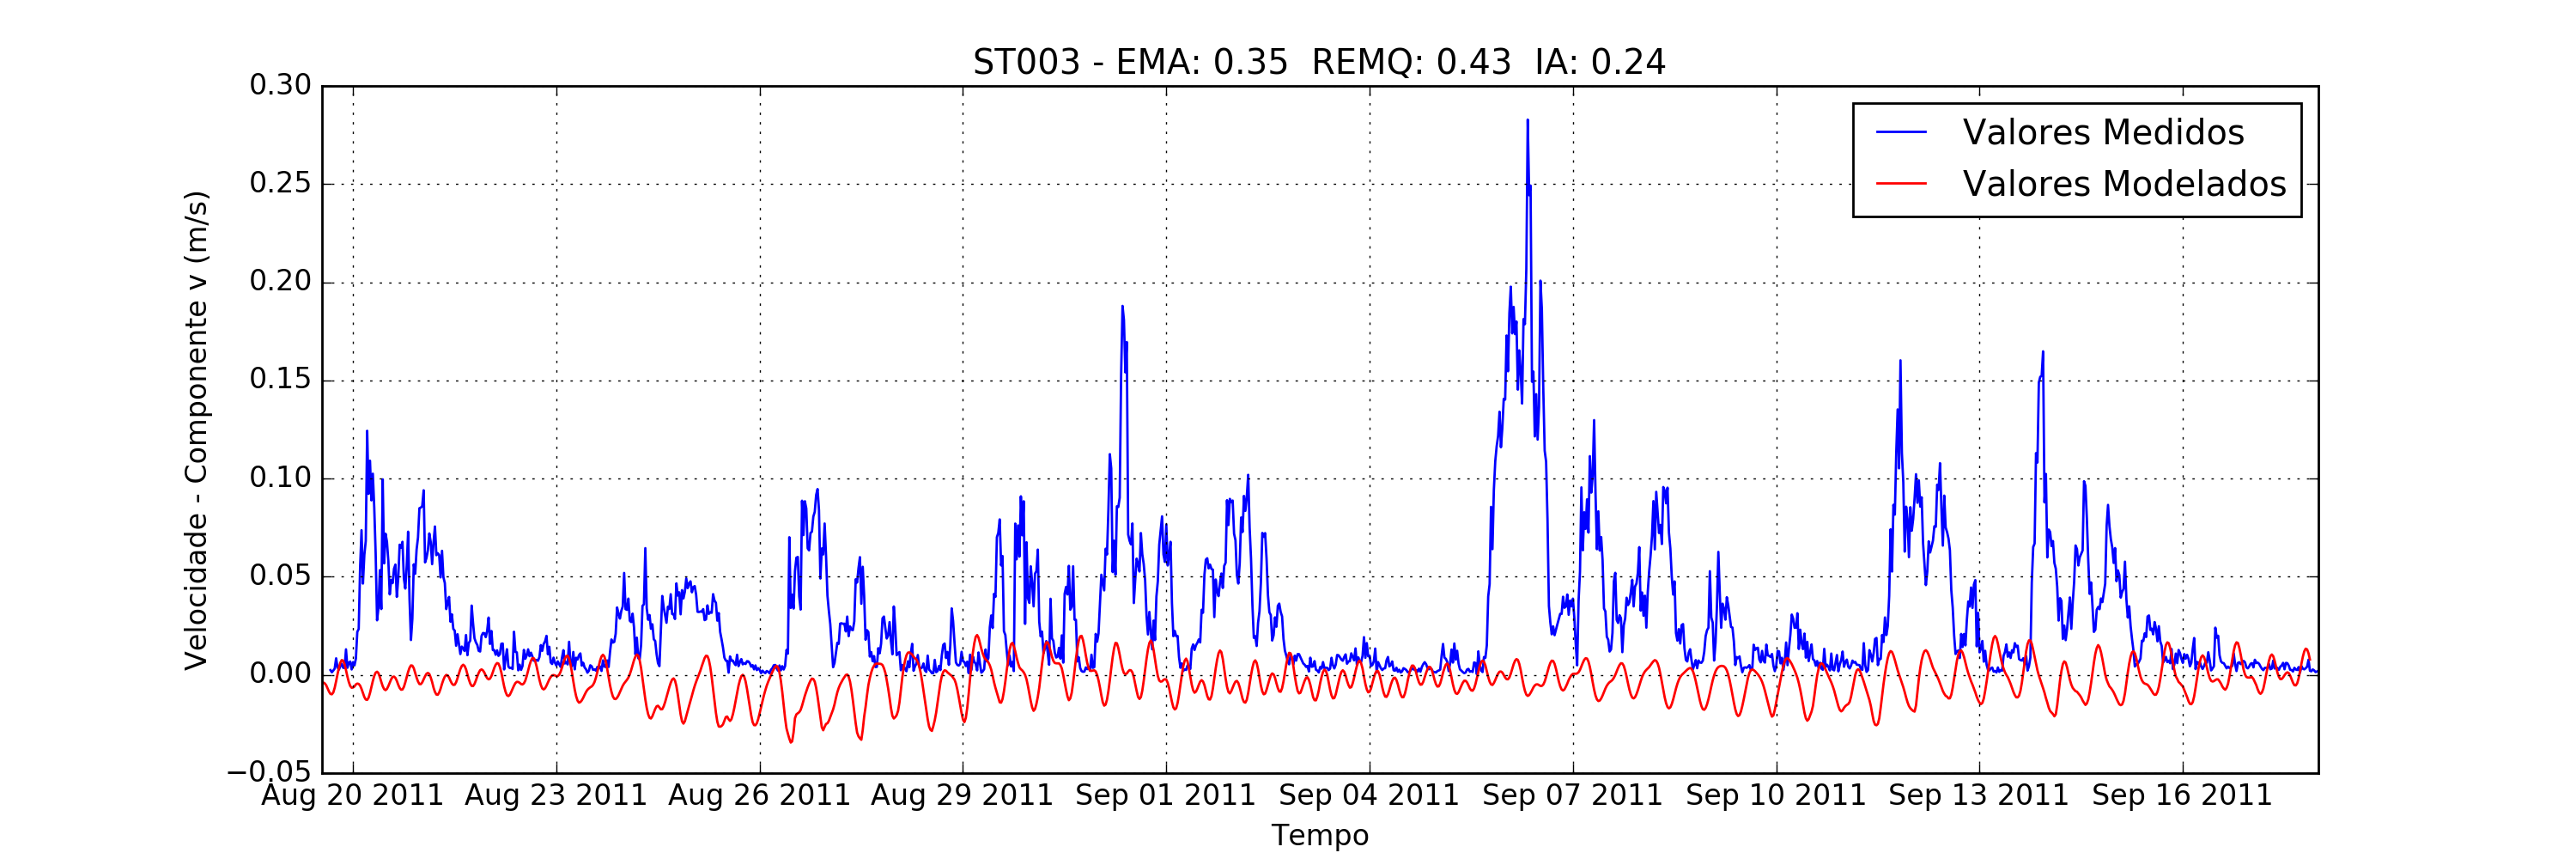 ST003 - EMA: 0.35  REMQ: 0.43  IA: 0.24
0.30
0.25
0.20
0.15
0.10
0.05
0.00
−0.05
Velocidade - Componente v (m/s)
Valores Medidos
Valores Modelados
Aug 20 2011 Aug 23 2011 Aug 26 2011 Aug 29 2011 Sep 01 2011 Sep 04 2011 Sep 07 2011 Sep 10 2011 Sep 13 2011 Sep 16 2011
Tempo